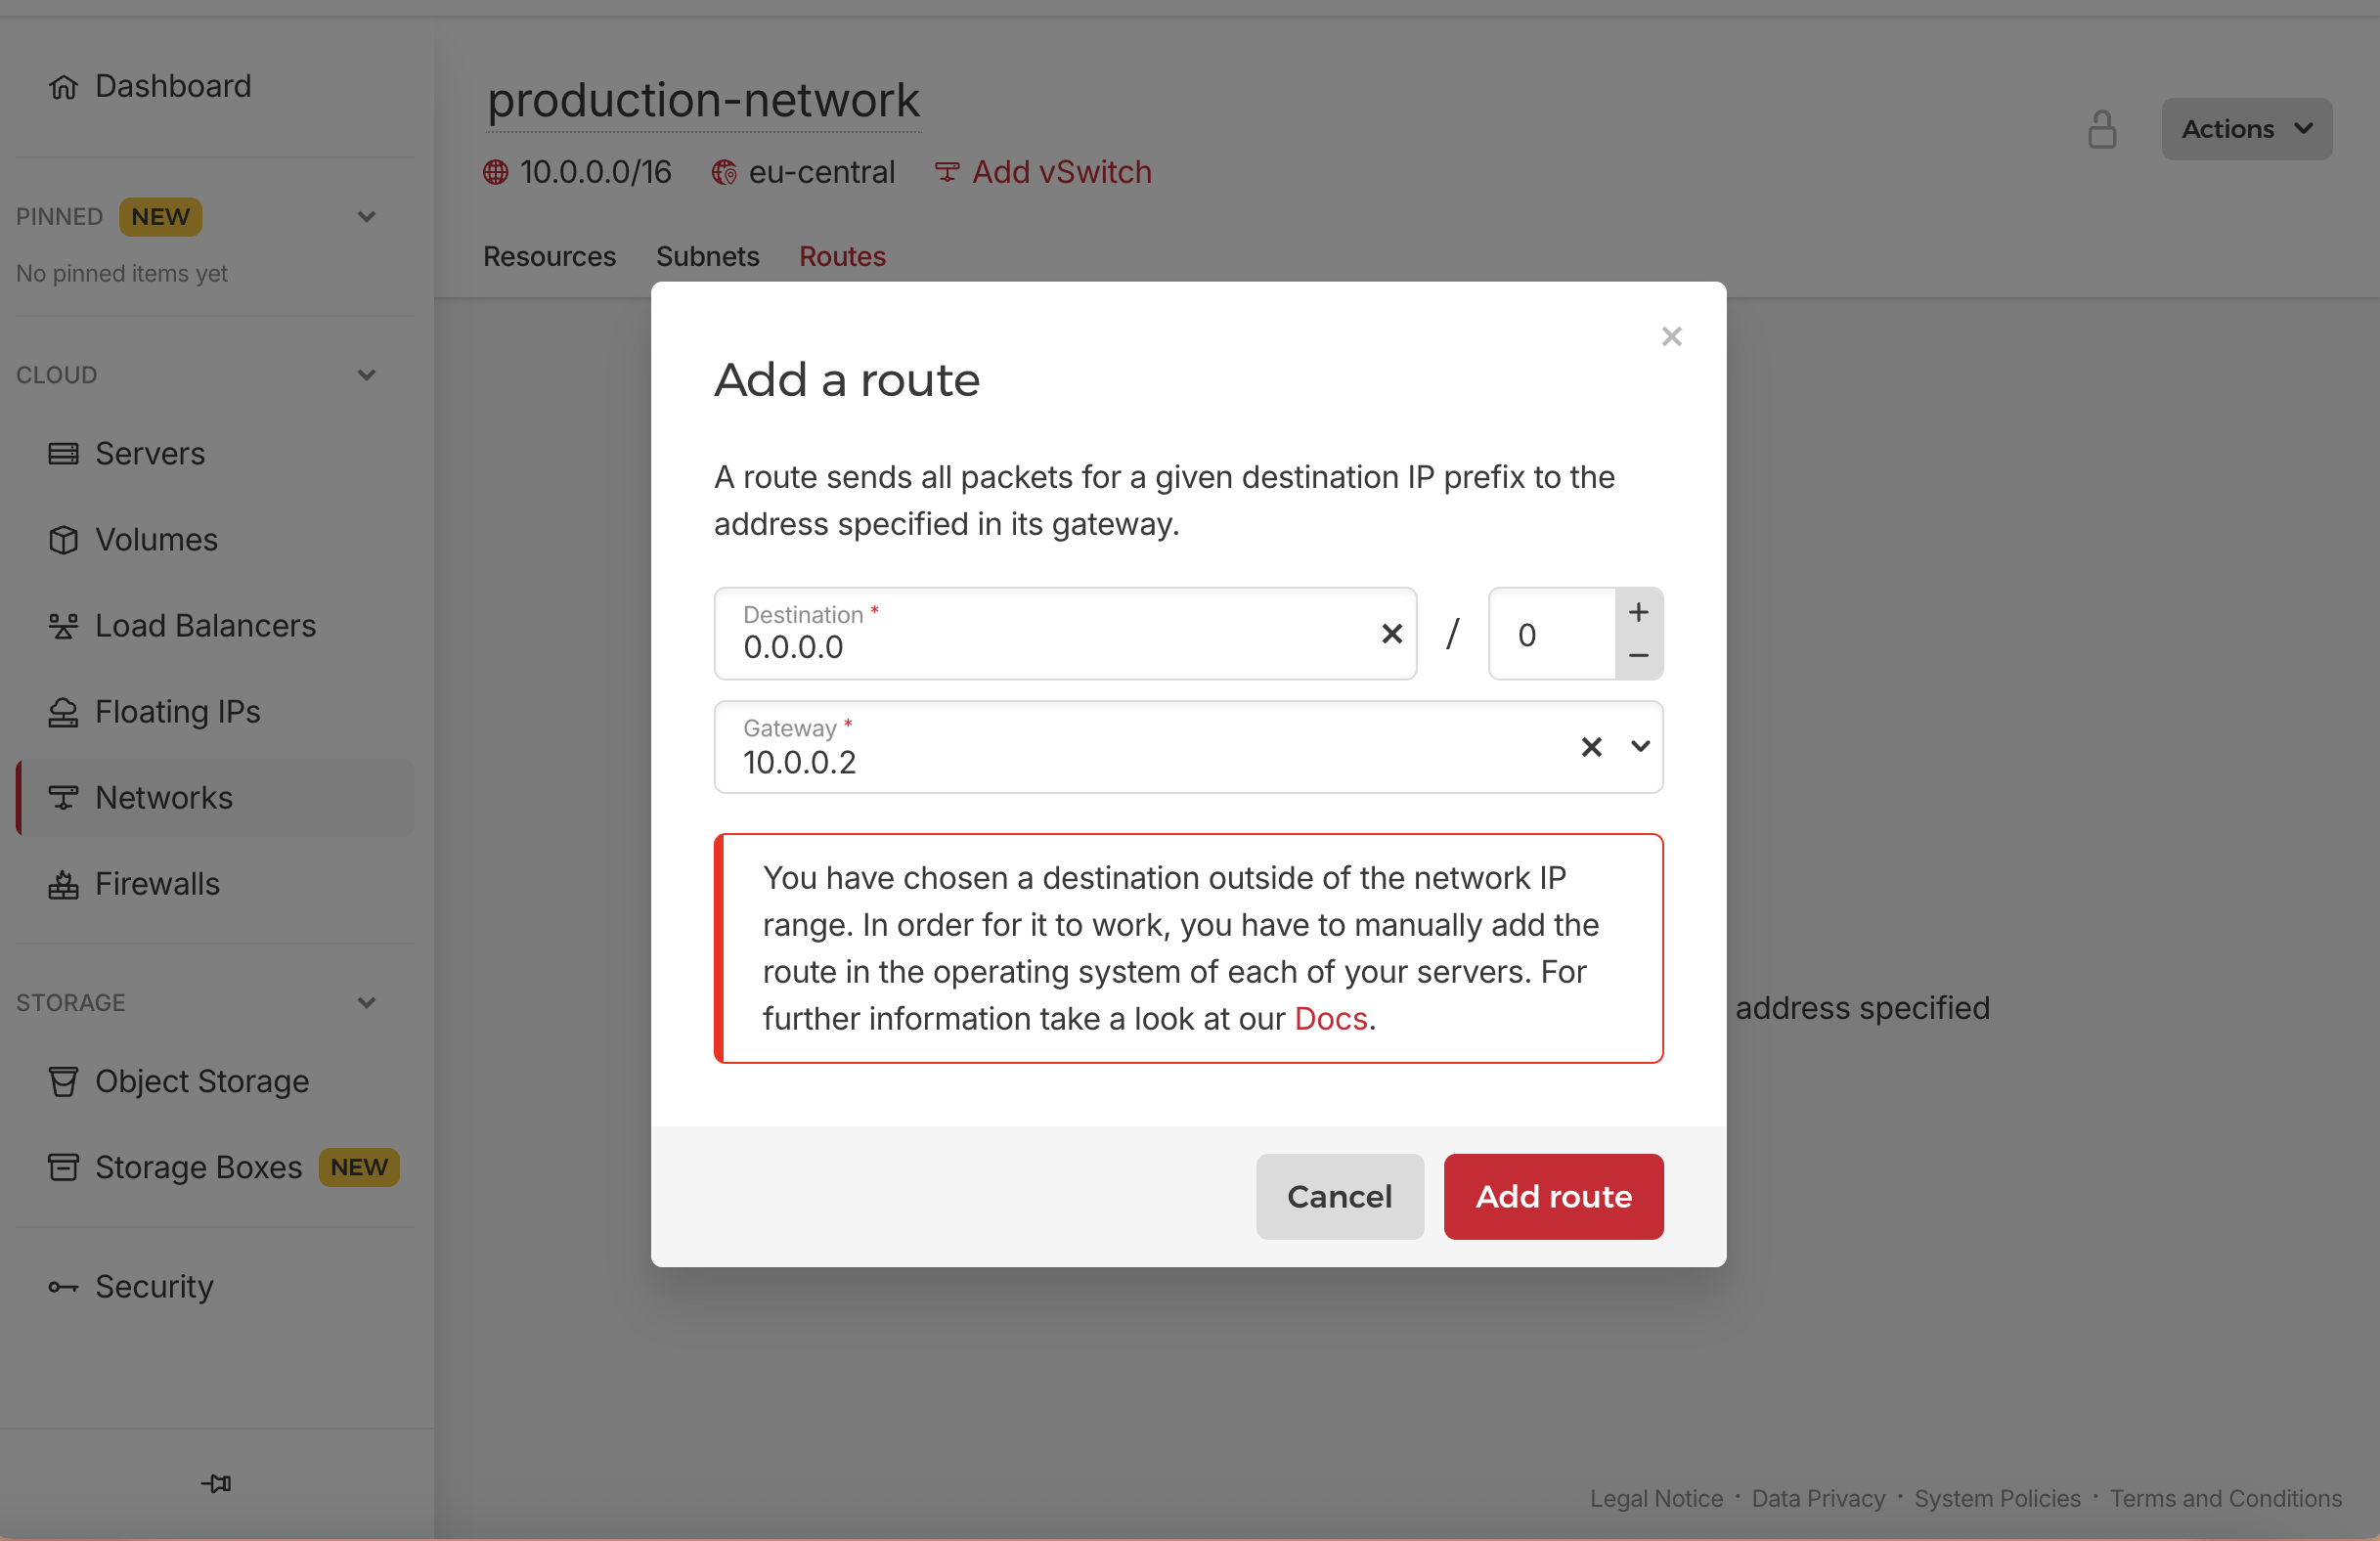 Dashboard
PINNED NEW
No pinned items yet
CLOUD
Servers
Volumes
Load Balancers
Floating IPs
Networks
Firewalls
STORAGE
Object Storage
Storage Boxes NEW
Security
production-network
Actions
10.0.0.0/16 eu-central Add vSwitch
Resources Subnets Routes
Add a route
A route sends all packets for a given destination IP prefix to the
address specified in its gateway.
Destination *
0.0.0.0 / 0
Gateway *
10.0.0.2
You have chosen a destination outside of the network IP
range. In order for it to work, you have to manually add the
route in the operating system of each of your servers. For
further information take a look at our Docs.
Cancel Add route
address specified
Legal Notice · Data Privacy · System Policies · Terms and Conditions